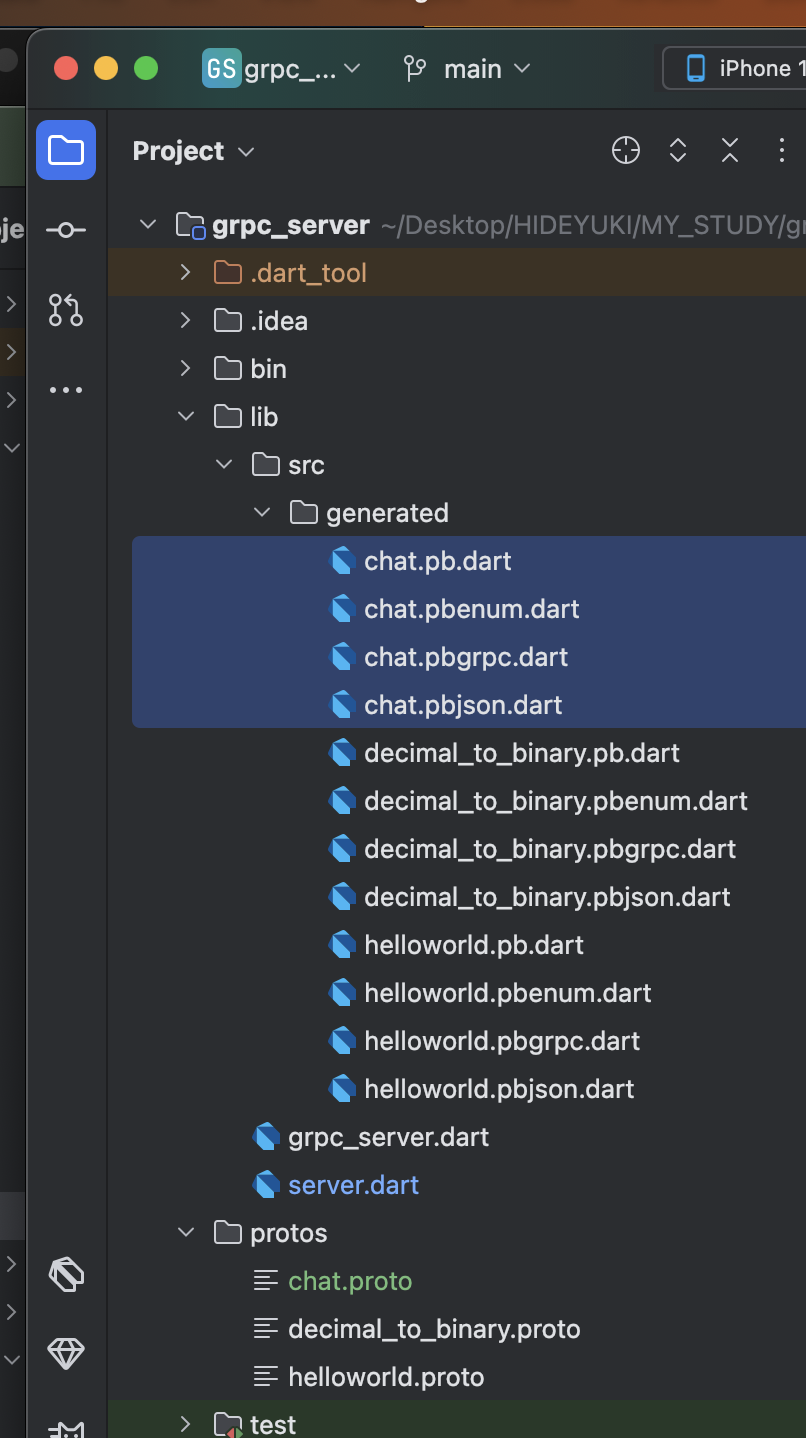 GS grpc_... main iPhone 1
Project
grpc_server ~/Desktop/HIDEYUKI/MY_STUDY/gr
.dart_tool
.idea
bin
lib
src
generated
chat.pb.dart
chat.pbenum.dart
chat.pbgrpc.dart
chat.pbjson.dart
decimal_to_binary.pb.dart
decimal_to_binary.pbenum.dart
decimal_to_binary.pbgrpc.dart
decimal_to_binary.pbjson.dart
helloworld.pb.dart
helloworld.pbenum.dart
helloworld.pbgrpc.dart
helloworld.pbjson.dart
grpc_server.dart
server.dart
protos
chat.proto
decimal_to_binary.proto
helloworld.proto
test